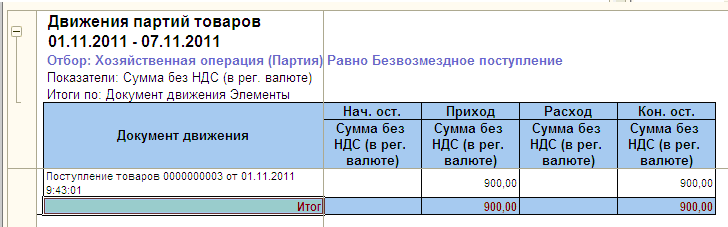 Движения партий товаров
01.11.2011 - 07.11.2011
Отбор: Хозяйственная операция (Партия) Равно Безвозмездное поступление
Показатели: Сумма без НДС (в рег. валюте)
Итоги по: Документ движения Элементы
Документ движения
Нач. ост. Приход Расход Кон. ост.
Сумма без Сумма без Сумма без Сумма без
НДС (в рег. НДС (в рег. НДС (в рег. НДС (в рег.
валюте) валюте) валюте) валюте)
Поступление товаров 0000000003 от 01.11.2011
9:43:01
900,00 900,00
Итог 900,00 900,00